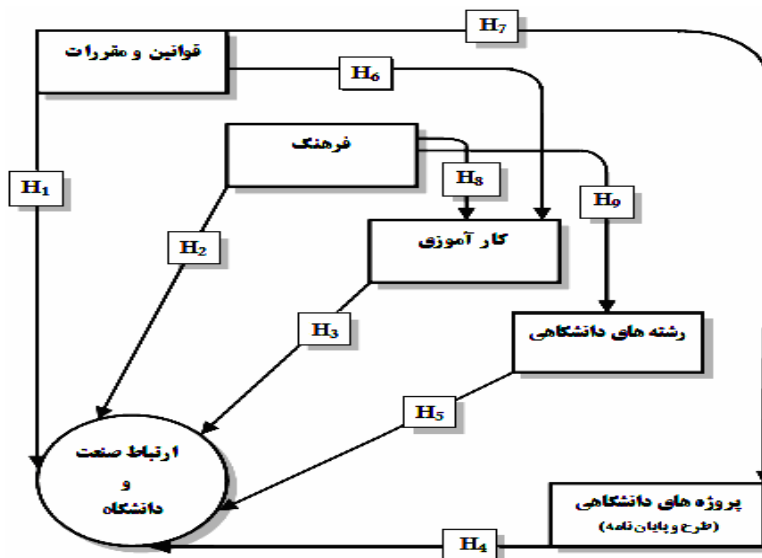 H₇
قوانین و مقررات
H₆
فرهنگ
H₈
H₁
H₉
کار آموزی
H₂
H₃
رشته های دانشگاهی
H₅
ارتباط صنعت
و
دانشگاه
پروژه های دانشگاهی
(طرح و پایان نامه)
H₄